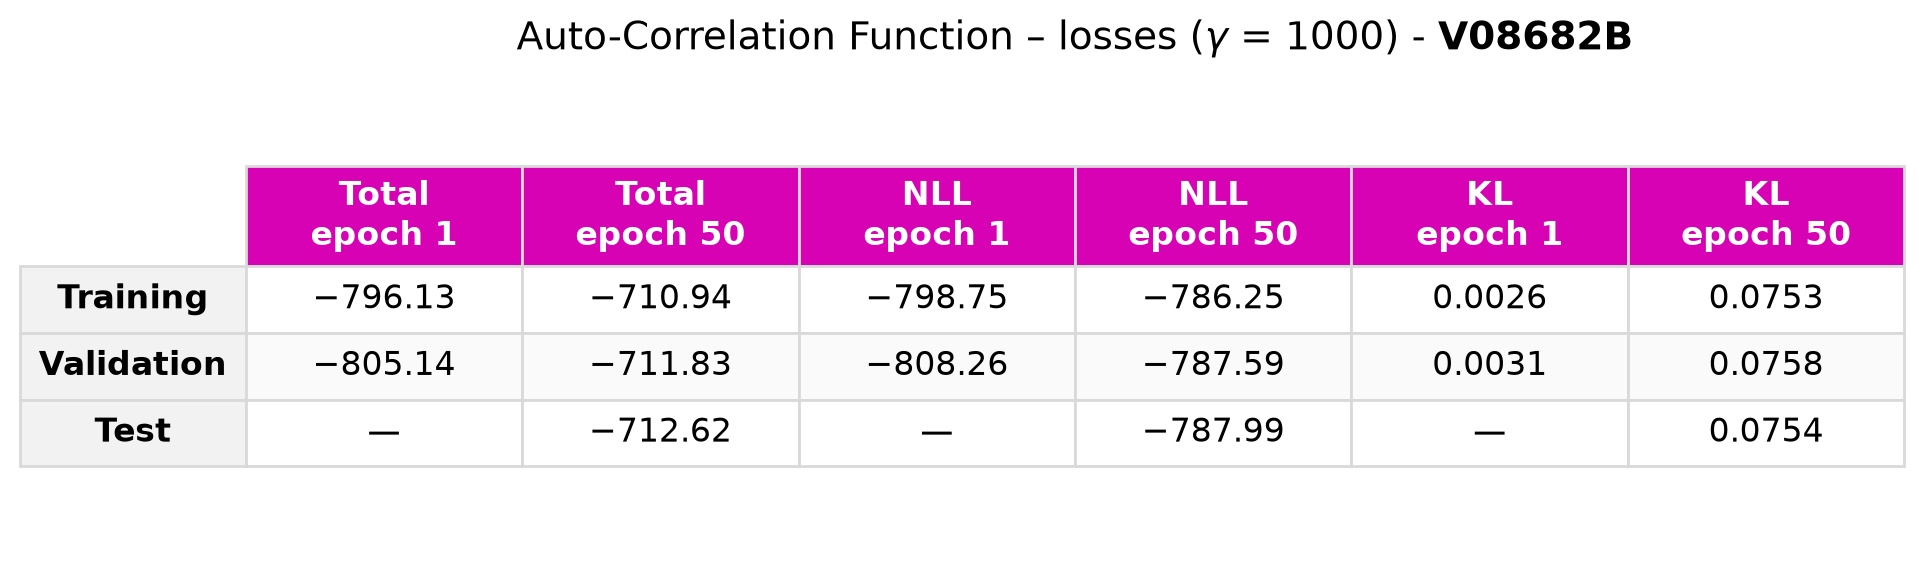 Auto-Correlation Function – losses (γ = 1000) - V08682B
Total epoch 1 Total epoch 50 NLL epoch 1 NLL epoch 50 KL epoch 1 KL epoch 50
Training −796.13 −710.94 −798.75 −786.25 0.0026 0.0753
Validation −805.14 −711.83 −808.26 −787.59 0.0031 0.0758
Test — −712.62 — −787.99 — 0.0754